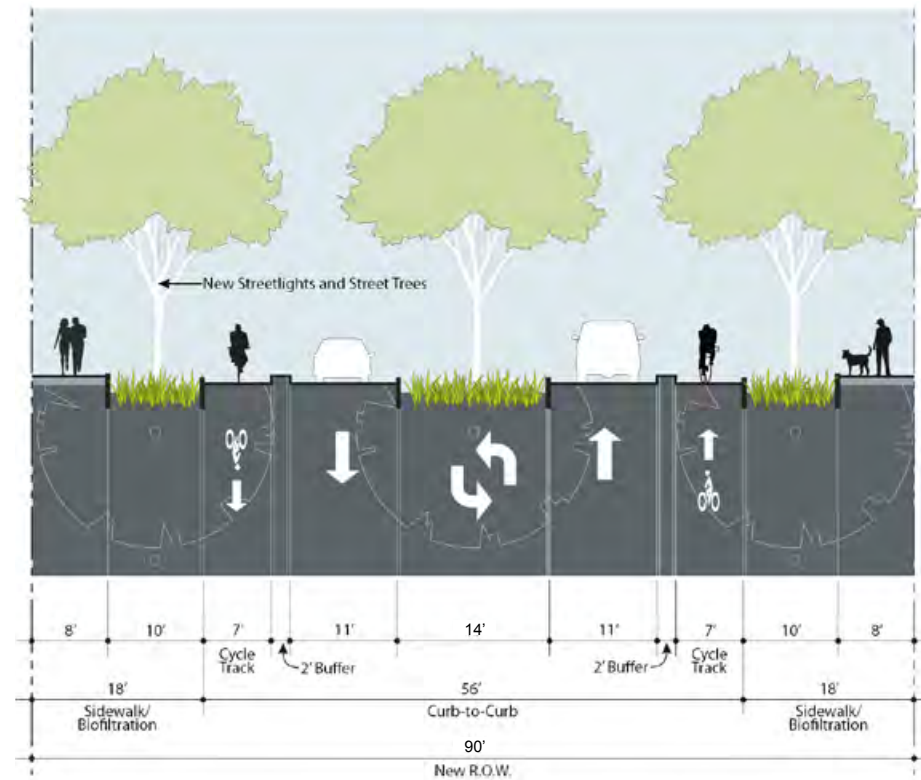 New Streetlights and Street Trees
8' 10' 7' 11' 14' 11' 7' 10' 8'
Cycle Track
2' Buffer
2' Buffer
Cycle Track
18' 56' 18'
Sidewalk/
Biofiltration
Curb-to-Curb
Sidewalk/
Biofiltration
90'
New R.O.W.